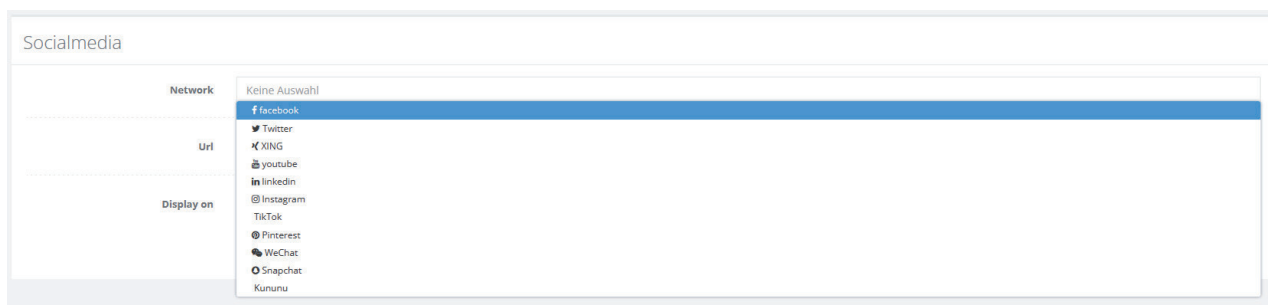 Socialmedia
Network
Keine Auswahl
facebook
Twitter
Url
XING
youtube
linkedin
Instagram
Display on
TikTok
Pinterest
WeChat
Snapchat
Kununu